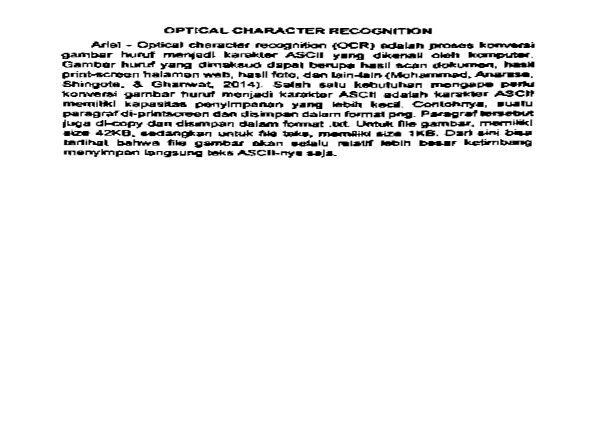 OPTICAL CHARACTER RECOGNITION
Arial - Optical character recognition (OCR) adalah proses konversi
gambar huruf menjadi karakter ASCII yang dikenali oleh komputer.
Gambar huruf yang dimaksud dapat berupa hasil scan dokumen, hasil
print-screen halaman web, hasil foto, dan lain-lain (Mohammad, Anarase,
Shingote, & Ghanwat, 2014). Salah satu kebutuhan mengapa perlu
konversi gambar huruf menjadi karakter ASCII adalah karakter ASCII
memiliki kapasitas penyimpanan yang lebih kecil. Contohnya, suatu
paragraf di-printscreen dan disimpan dalam format png. Paragraf tersebut
juga di-copy dan disimpan dalam format .txt. Untuk file gambar, memiliki
size 42KB, sedangkan untuk file teks, memiliki size 1KB. Dari sini bisa
terlihat bahwa file gambar akan selalu relatif lebih besar ketimbang
menyimpan langsung teks ASCII-nya saja.